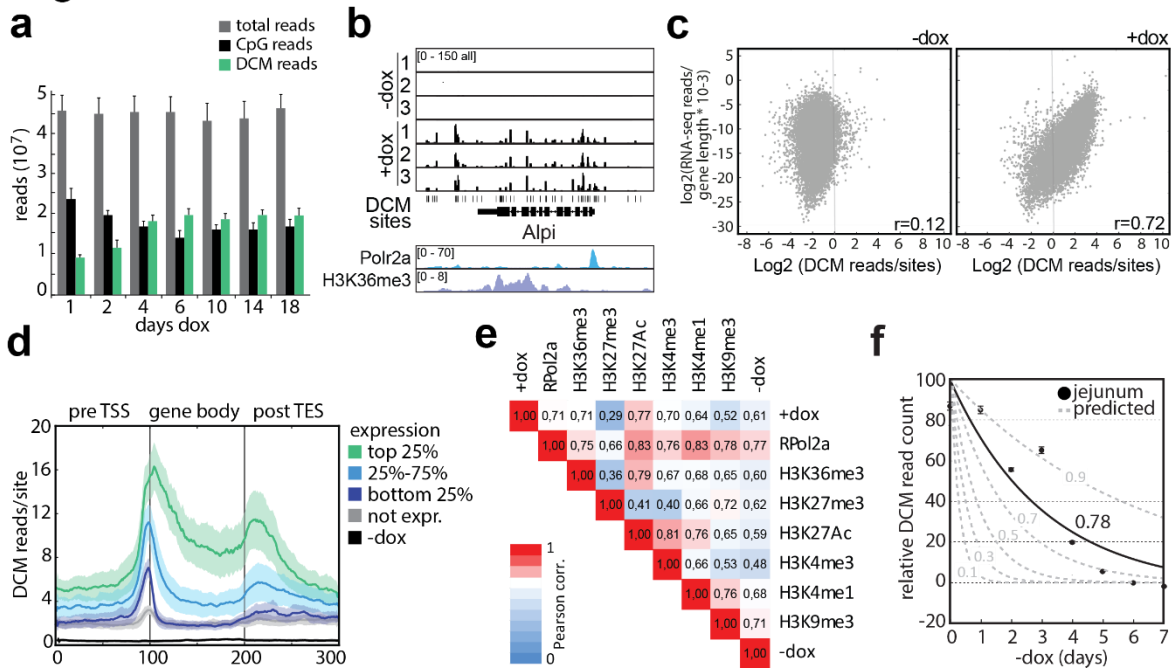 a
total reads
CpG reads
DCM reads
reads (10⁷)
5
4
3
2
1
0
1 2 4 6 10 14 18
days dox
b
[0 - 150 all]
-dox
1
2
3
+dox
1
2
3
DCM
sites
Alpi
Polr2a
[0 - 70]
H3K36me3
[0 - 8]
c
-dox
+dox
log2(RNA-seq reads/
gene length * 10-3)
5
0
-5
-10
-15
-20
-25
-30
r=0.12
r=0.72
-8 -6 -4 -2 0 2 4 6 8 10
-8 -6 -4 -2 0 2 4 6 8 10
Log2 (DCM reads/sites)
Log2 (DCM reads/sites)
d
pre TSS gene body post TES
DCM reads/site
20
16
12
8
4
0
0 100 200 300
expression
top 25%
25%-75%
bottom 25%
not expr.
-dox
e
+dox
RPol2a
H3K36me3
H3K27me3
H3K27Ac
H3K4me3
H3K4me1
H3K9me3
-dox
1,00 0,71 0,71 0,29 0,77 0,70 0,64 0,52 0,61 +dox
1,00 0,75 0,66 0,83 0,76 0,83 0,78 0,77 RPol2a
1,00 0,36 0,79 0,67 0,68 0,65 0,60 H3K36me3
1,00 0,41 0,40 0,66 0,72 0,62 H3K27me3
1,00 0,81 0,76 0,65 0,59 H3K27Ac
1,00 0,66 0,53 0,48 H3K4me3
1,00 0,76 0,68 H3K4me1
1,00 0,71 H3K9me3
1,00 -dox
1
Pearson corr.
0
f
relative DCM read count
100
80
60
40
20
0
-20
jejunum
predicted
0.9
0.78
0.7
0.5
0.3
0.1
0 1 2 3 4 5 6 7
-dox (days)